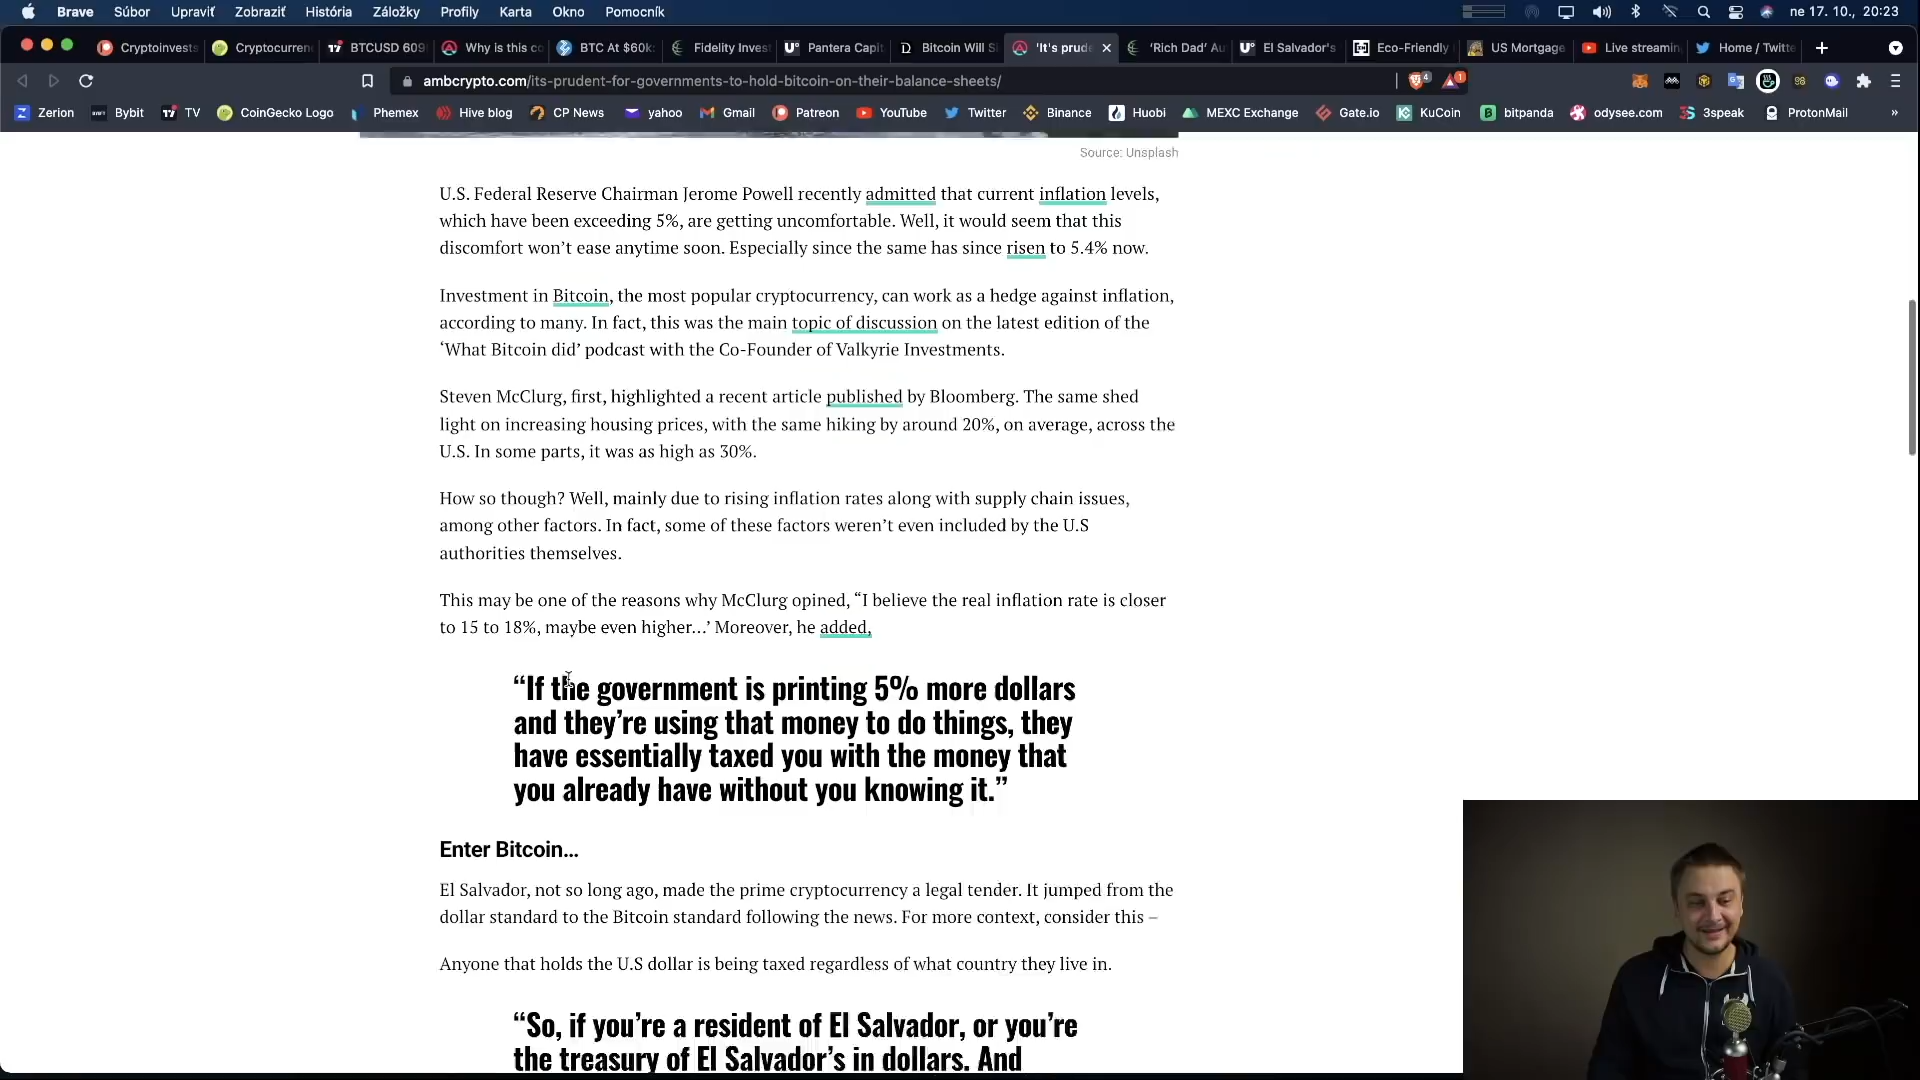 Brave Súbor Upraviť Zobraziť História Záložky Profily Karta Okno Pomocník ne 17. 10., 20:23
Cryptoinvest Cryptocurren BTCUSD 609 Why is this co BTC At $60k Fidelity Inves Pantera Capit Bitcoin Will S 'It's prud ‘Rich Dad’ Au El Salvador's Eco-Friendly US Mortgage Live streamin Home / Twitte
ambcrypto.com/its-prudent-for-governments-to-hold-bitcoin-on-their-balance-sheets/ 4 1
Zerion Bybit TV CoinGecko Logo Phemex Hive blog CP News yahoo Gmail Patreon YouTube Twitter Binance Huobi MEXC Exchange Gate.io KuCoin bitpanda odysee.com 3speak ProtonMail »
Source: Unsplash
U.S. Federal Reserve Chairman Jerome Powell recently admitted that current inflation levels,
which have been exceeding 5%, are getting uncomfortable. Well, it would seem that this
discomfort won’t ease anytime soon. Especially since the same has since risen to 5.4% now.
Investment in Bitcoin, the most popular cryptocurrency, can work as a hedge against inflation,
according to many. In fact, this was the main topic of discussion on the latest edition of the
‘What Bitcoin did’ podcast with the Co-Founder of Valkyrie Investments.
Steven McClurg, first, highlighted a recent article published by Bloomberg. The same shed
light on increasing housing prices, with the same hiking by around 20%, on average, across the
U.S. In some parts, it was as high as 30%.
How so though? Well, mainly due to rising inflation rates along with supply chain issues,
among other factors. In fact, some of these factors weren’t even included by the U.S
authorities themselves.
This may be one of the reasons why McClurg opined, “I believe the real inflation rate is closer
to 15 to 18%, maybe even higher…’ Moreover, he added,
“If the government is printing 5% more dollars
and they’re using that money to do things, they
have essentially taxed you with the money that
you already have without you knowing it.”
Enter Bitcoin…
El Salvador, not so long ago, made the prime cryptocurrency a legal tender. It jumped from the
dollar standard to the Bitcoin standard following the news. For more context, consider this –
Anyone that holds the U.S dollar is being taxed regardless of what country they live in.
“So, if you’re a resident of El Salvador, or you’re
the treasury of El Salvador’s in dollars. And